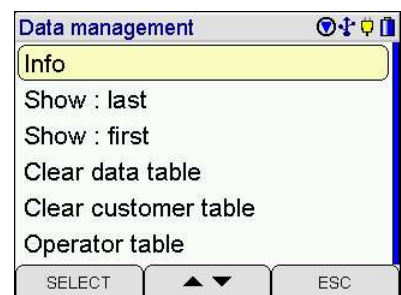 Data management
Info
Show : last
Show : first
Clear data table
Clear customer table
Operator table
SELECT ESC